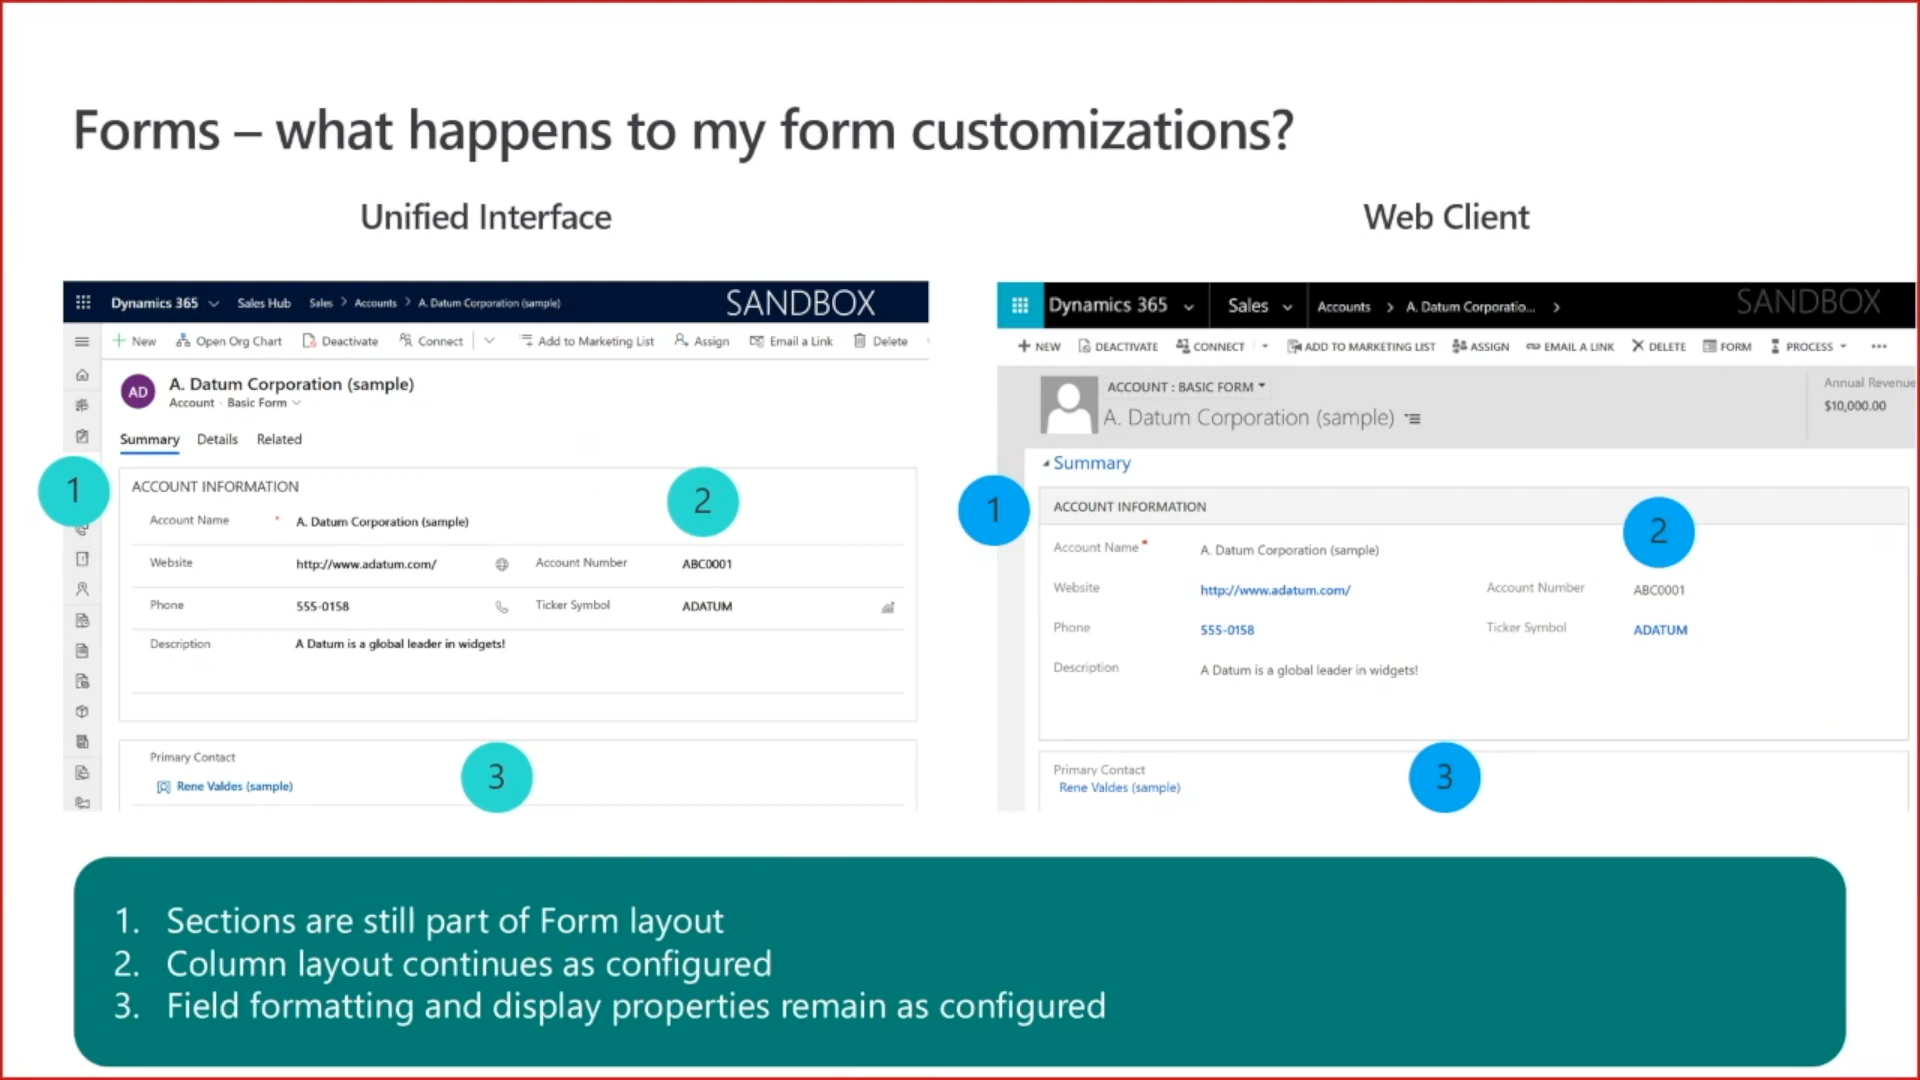 Forms – what happens to my form customizations?
Unified Interface
Dynamics 365 Sales Hub Sales > Accounts > A. Datum Corporation (sample) SANDBOX
+ New Open Org Chart Deactivate Connect Add to Marketing List Assign Email a Link Delete
AD
A. Datum Corporation (sample)
Account · Basic Form
Summary Details Related
1
ACCOUNT INFORMATION
2
Account Name * A. Datum Corporation (sample)
Website http://www.adatum.com/ Account Number ABC0001
Phone 555-0158 Ticker Symbol ADATUM
Description A Datum is a global leader in widgets!
Primary Contact
3
Rene Valdes (sample)
Web Client
Dynamics 365 Sales Accounts > A. Datum Corporatio... > SANDBOX
+ NEW DEACTIVATE CONNECT ADD TO MARKETING LIST ASSIGN EMAIL A LINK DELETE FORM PROCESS ...
ACCOUNT : BASIC FORM
A. Datum Corporation (sample)
Annual Revenue
$10,000.00
Summary
1
ACCOUNT INFORMATION
2
Account Name * A. Datum Corporation (sample)
Website http://www.adatum.com/ Account Number ABC0001
Phone 555-0158 Ticker Symbol ADATUM
Description A Datum is a global leader in widgets!
Primary Contact
3
Rene Valdes (sample)
1. Sections are still part of Form layout
2. Column layout continues as configured
3. Field formatting and display properties remain as configured